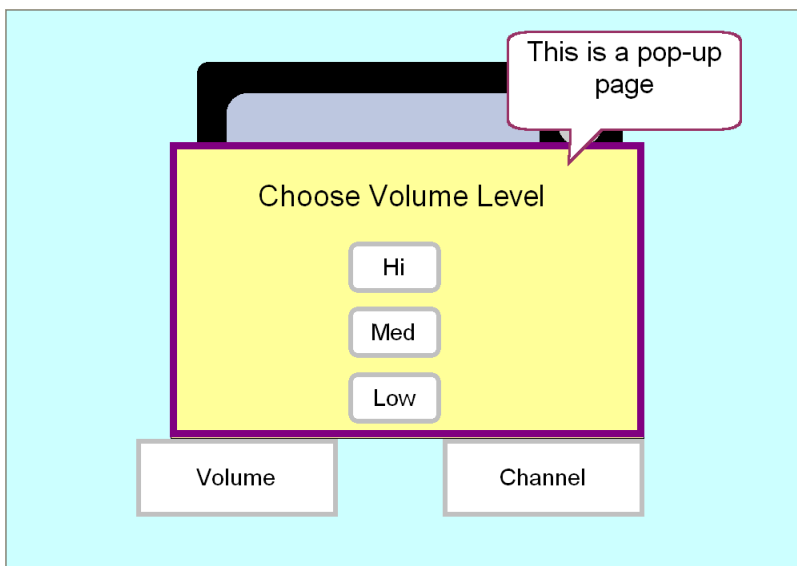 This is a pop-up
page
Choose Volume Level
Hi
Med
Low
Volume
Channel